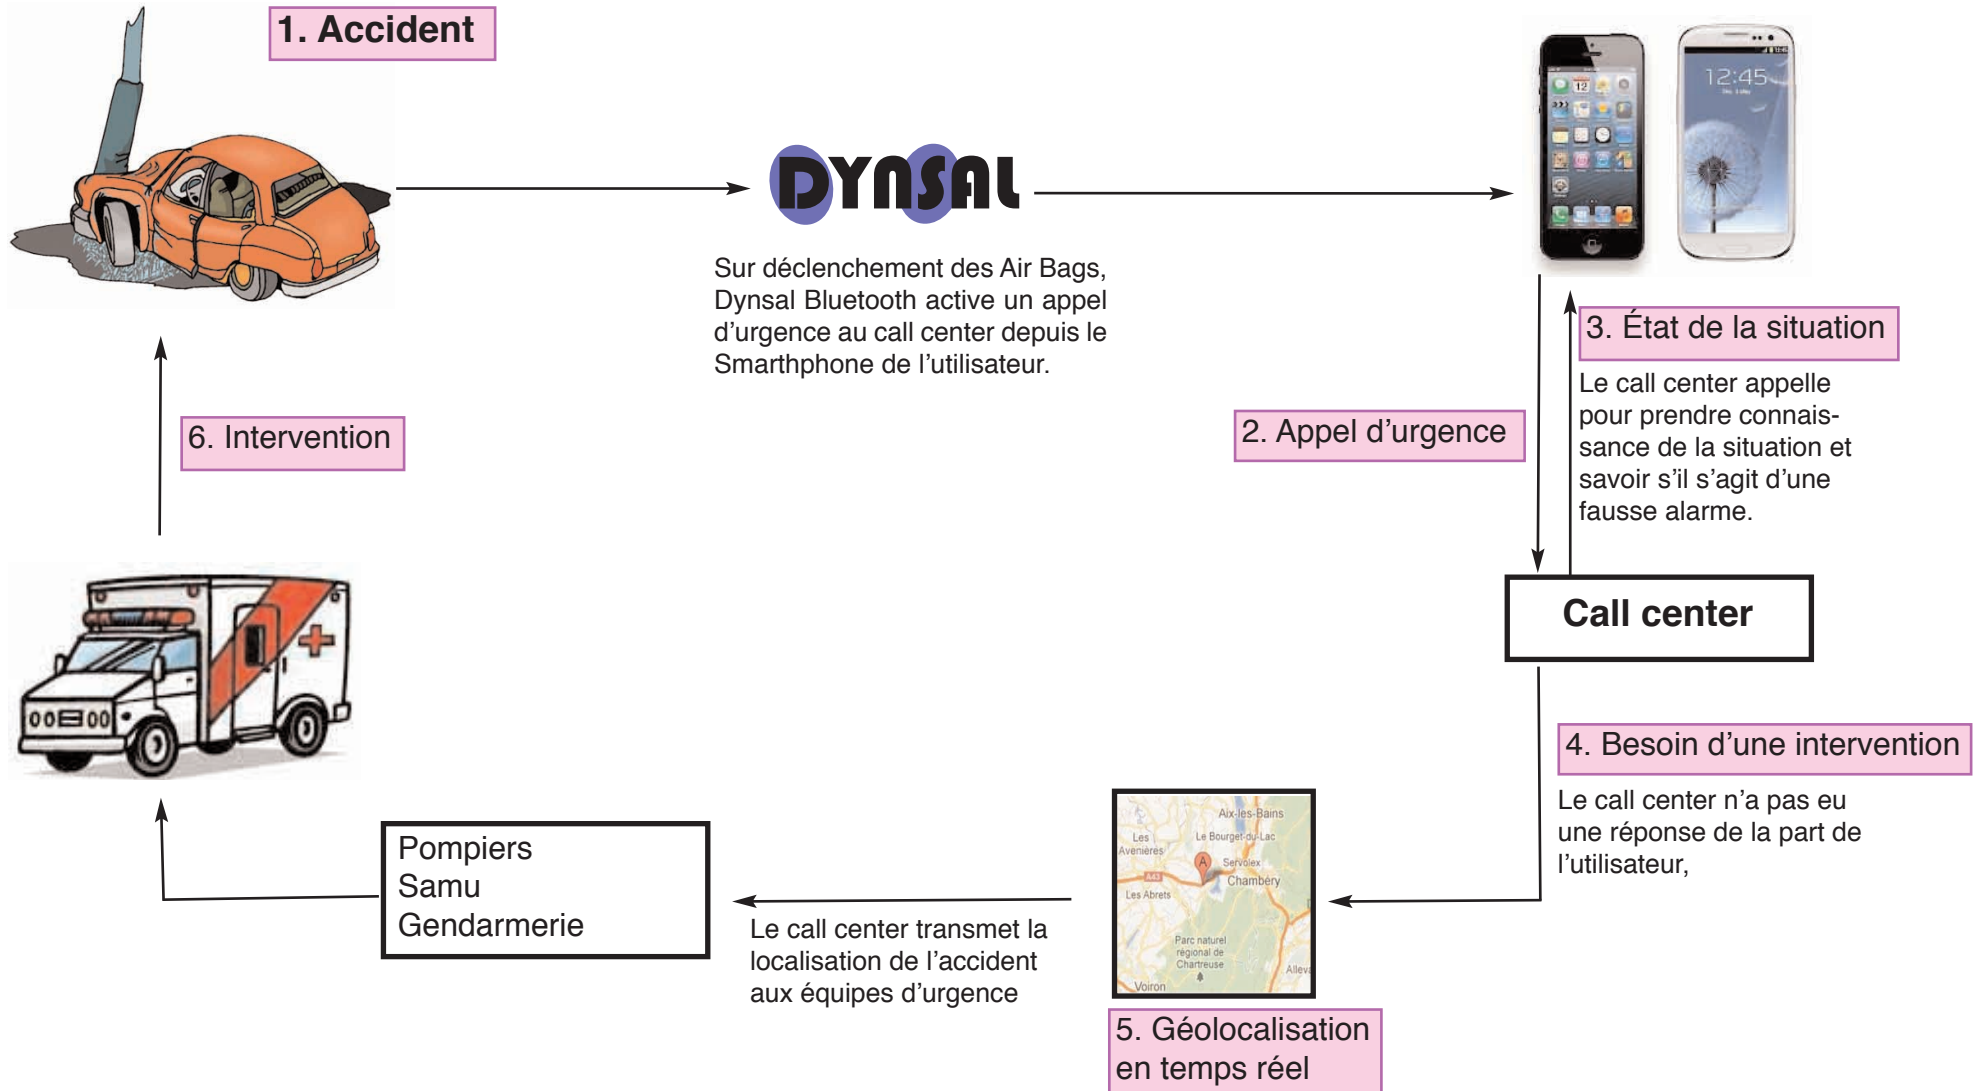 1. Accident
DYNSAL
Sur déclenchement des Air Bags,
Dynsal Bluetooth active un appel
d’urgence au call center depuis le
Smarthphone de l’utilisateur.
12
12:45
3. État de la situation
Le call center appelle
pour prendre connais-
sance de la situation et
savoir s’il s’agit d’une
fausse alarme.
2. Appel d’urgence
6. Intervention
Call center
4. Besoin d’une intervention
Le call center n’a pas eu
une réponse de la part de
l’utilisateur,
Aix-les-Bains
Les
Avenières
Le Bourget-du-Lac
A
Servolex
A43
Chambéry
Les Abrets
Parc naturel
régional de
Chartreuse
Alleva
Voiron
5. Géolocalisation
en temps réel
Le call center transmet la
localisation de l’accident
aux équipes d’urgence
Pompiers
Samu
Gendarmerie